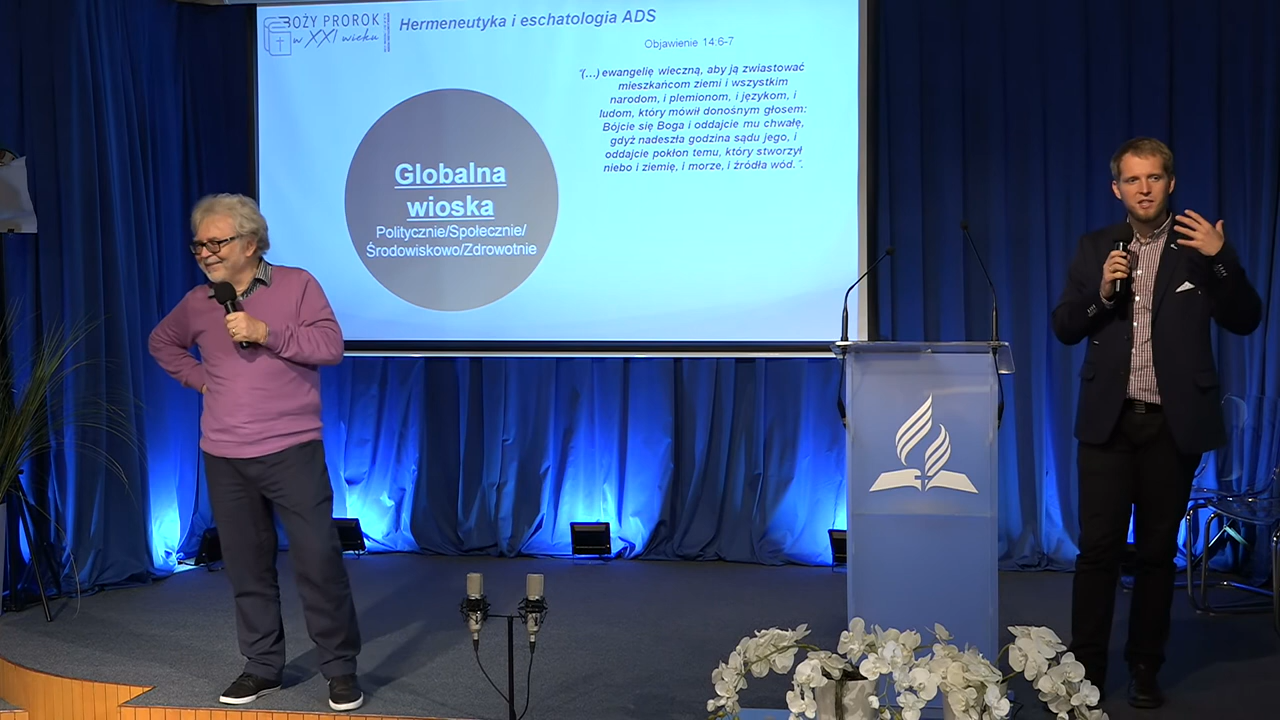 BOŻY PROROK
w XXI wieku
Hermeneutyka i eschatologia ADS
Objawienie 14:6-7
"(…) ewangelię wieczną, aby ją zwiastować
mieszkańcom ziemi i wszystkim
narodom, i plemionom, i językom, i
ludom, który mówił donośnym głosem:
Bójcie się Boga i oddajcie mu chwałę,
gdyż nadeszła godzina sądu jego, i
oddajcie pokłon temu, który stworzył
niebo i ziemię, i morze, i źródła wód.".
Globalna
wioska
Politycznie/Społecznie/
Środowiskowo/Zdrowotnie